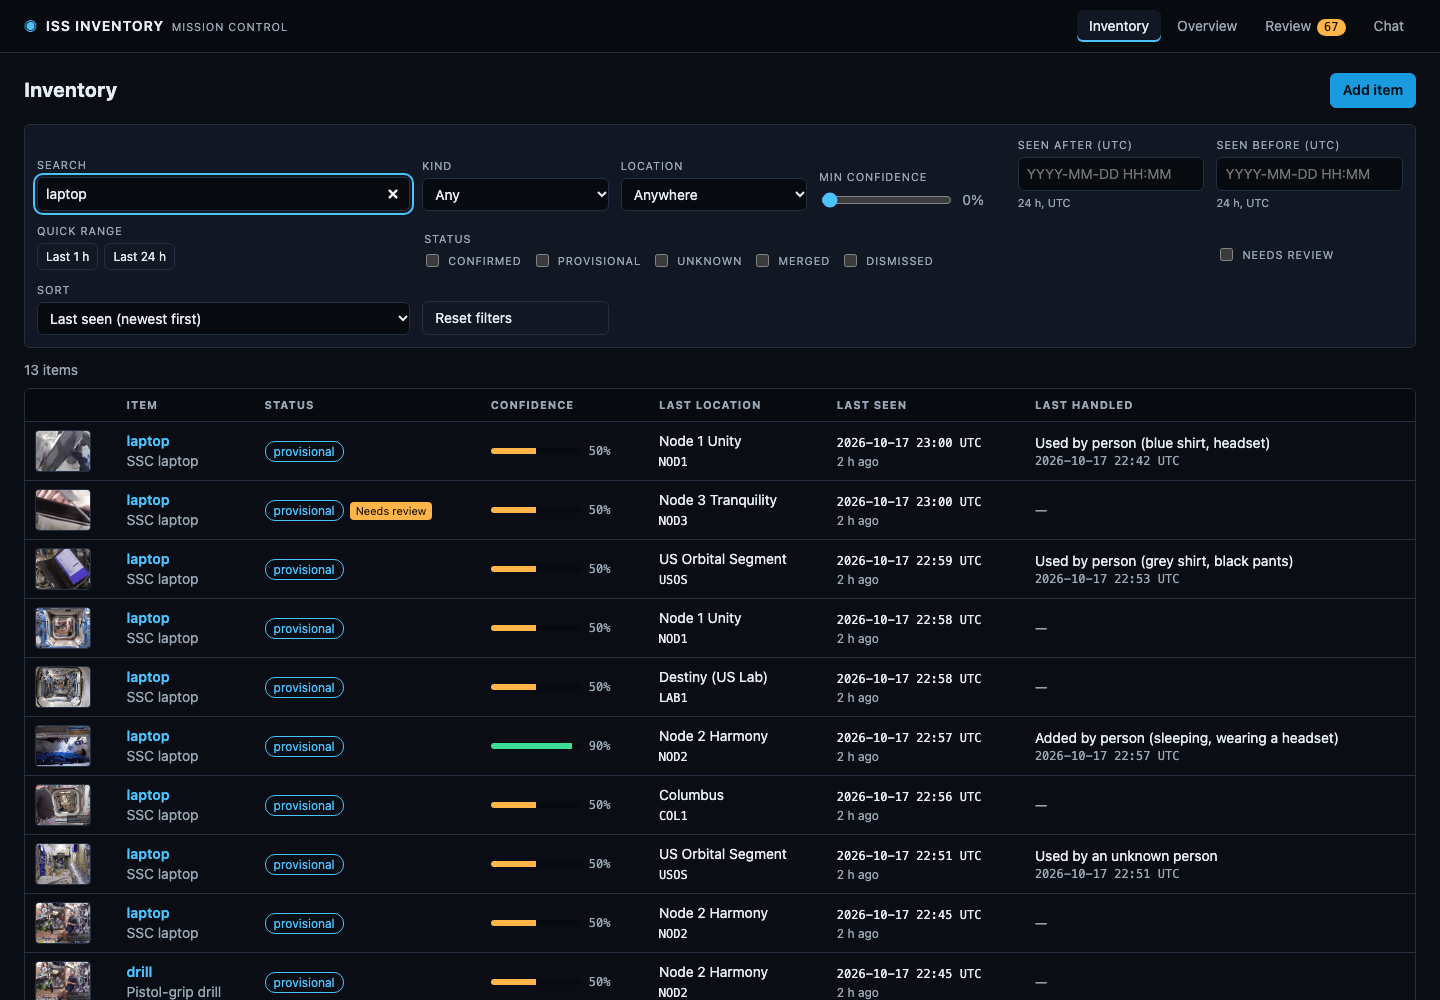 ISS INVENTORY MISSION CONTROL
Inventory Overview Review 67 Chat
Inventory
Add item
SEARCH
laptop
KIND
Any
LOCATION
Anywhere
MIN CONFIDENCE
0%
SEEN AFTER (UTC)
YYYY-MM-DD HH:MM
24 h, UTC
SEEN BEFORE (UTC)
YYYY-MM-DD HH:MM
24 h, UTC
QUICK RANGE
Last 1 h Last 24 h
STATUS
CONFIRMED PROVISIONAL UNKNOWN MERGED DISMISSED
NEEDS REVIEW
SORT
Last seen (newest first)
Reset filters
13 items
ITEM STATUS CONFIDENCE LAST LOCATION LAST SEEN LAST HANDLED
laptop
SSC laptop
provisional
50%
Node 1 Unity
NOD1
2026-10-17 23:00 UTC
2 h ago
Used by person (blue shirt, headset)
2026-10-17 22:42 UTC
laptop
SSC laptop
provisional Needs review
50%
Node 3 Tranquility
NOD3
2026-10-17 23:00 UTC
2 h ago
—
laptop
SSC laptop
provisional
50%
US Orbital Segment
USOS
2026-10-17 22:59 UTC
2 h ago
Used by person (grey shirt, black pants)
2026-10-17 22:53 UTC
laptop
SSC laptop
provisional
50%
Node 1 Unity
NOD1
2026-10-17 22:58 UTC
2 h ago
—
laptop
SSC laptop
provisional
50%
Destiny (US Lab)
LAB1
2026-10-17 22:58 UTC
2 h ago
—
laptop
SSC laptop
provisional
90%
Node 2 Harmony
NOD2
2026-10-17 22:57 UTC
2 h ago
Added by person (sleeping, wearing a headset)
2026-10-17 22:57 UTC
laptop
SSC laptop
provisional
50%
Columbus
COL1
2026-10-17 22:56 UTC
2 h ago
—
laptop
SSC laptop
provisional
50%
US Orbital Segment
USOS
2026-10-17 22:51 UTC
2 h ago
Used by an unknown person
2026-10-17 22:51 UTC
laptop
SSC laptop
provisional
50%
Node 2 Harmony
NOD2
2026-10-17 22:45 UTC
2 h ago
—
drill
Pistol-grip drill
provisional
50%
Node 2 Harmony
NOD2
2026-10-17 22:45 UTC
2 h ago
—